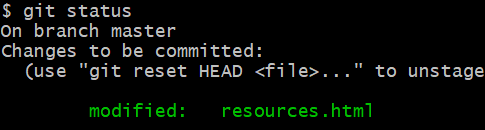 $ git status
On branch master
Changes to be committed:
(use "git reset HEAD <file>..." to unstage
modified: resources.html